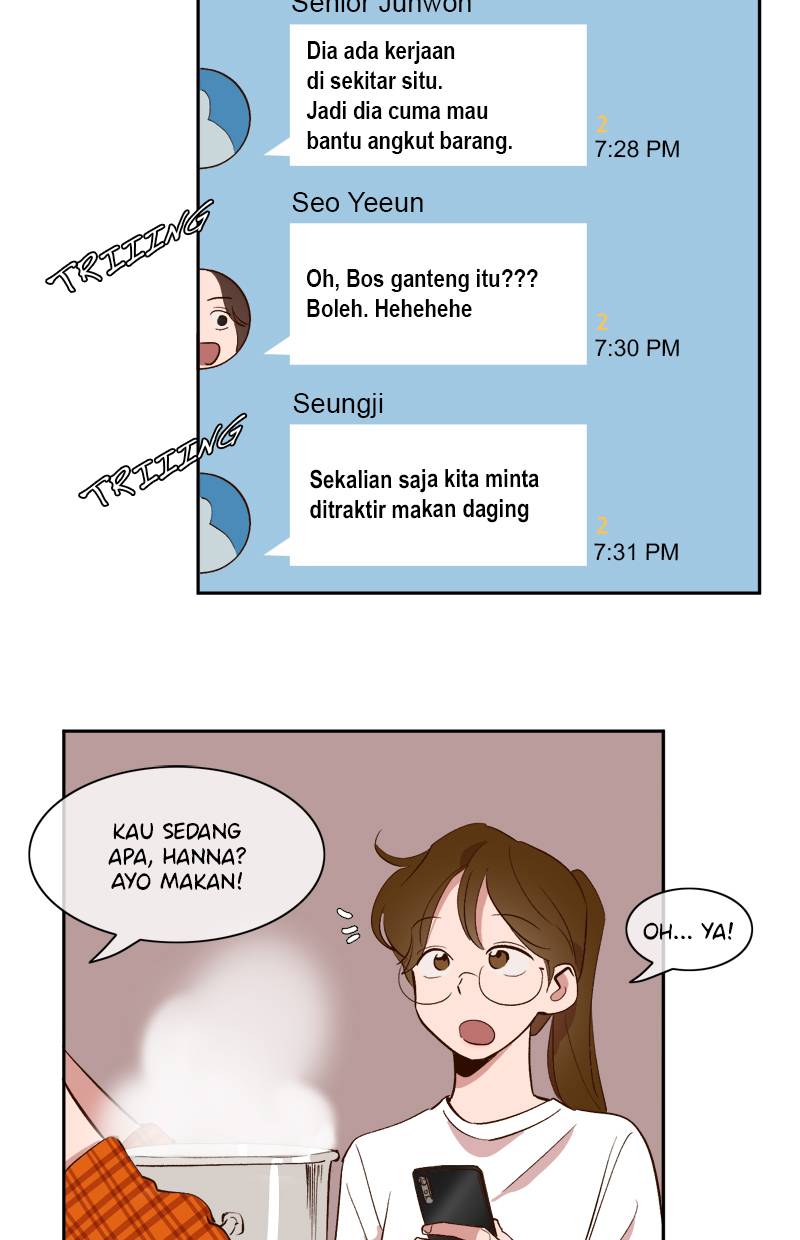 Senior Junwon
Dia ada kerjaan
di sekitar situ.
Jadi dia cuma mau
bantu angkut barang.
2
7:28 PM
TRIIING
Seo Yeeun
Oh, Bos ganteng itu???
Boleh. Hehehehe
2
7:30 PM
TRIIING
Seungji
Sekalian saja kita minta
ditraktir makan daging
2
7:31 PM
KAU SEDANG
APA, HANNA?
AYO MAKAN!
OH... YA!